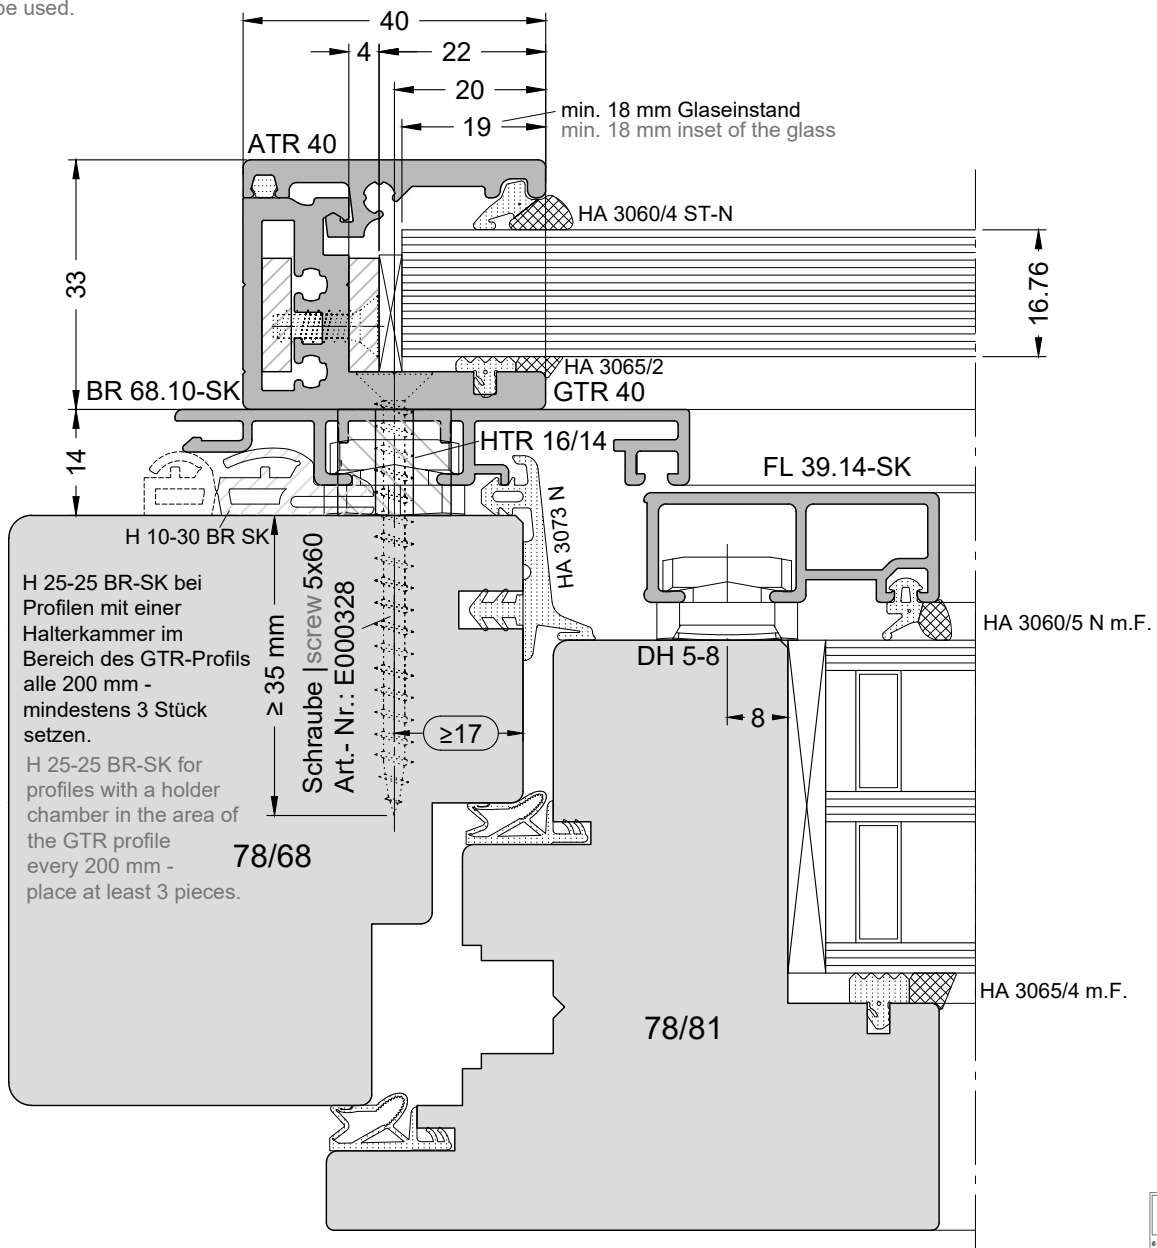 be used.
40
4
22
20
19
min. 18 mm Glaseinstand
min. 18 mm inset of the glass
ATR 40
HA 3060/4 ST-N
33
16.76
HA 3065/2
BR 68.10-SK
GTR 40
14
HTR 16/14
FL 39.14-SK
H 10-30 BR SK
HA 3073 N
H 25-25 BR-SK bei
Profilen mit einer
Halterkammer im
Bereich des GTR-Profils
alle 200 mm -
mindestens 3 Stück
setzen.
H 25-25 BR-SK for
profiles with a holder
chamber in the area of
the GTR profile
every 200 mm -
place at least 3 pieces.
≥ 35 mm
Schraube |screw 5x60
Art.- Nr.: E000328
HA 3060/5 N m.F.
DH 5-8
8
≥17
78/68
HA 3065/4 m.F.
78/81